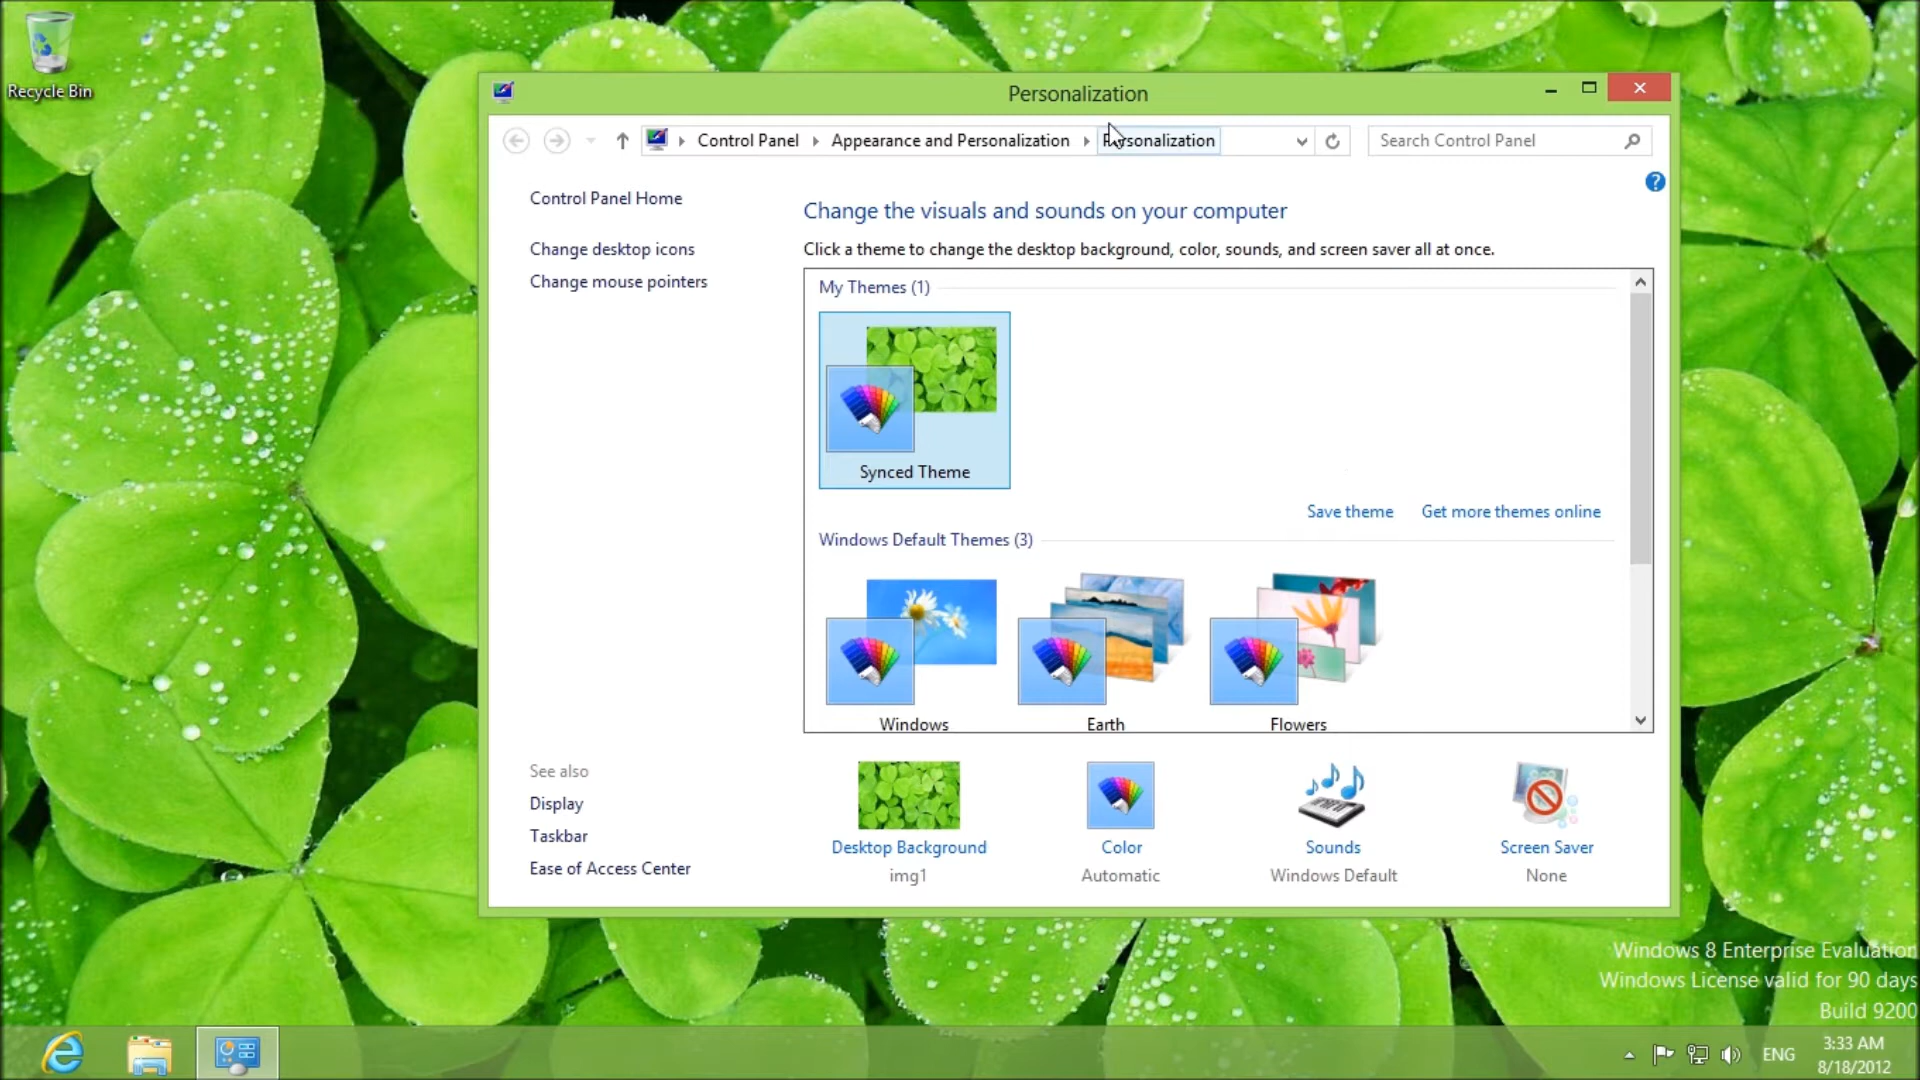 Recycle Bin
Personalization
Control Panel
Appearance and Personalization
Personalization
Search Control Panel
?
Control Panel Home
Change desktop icons
Change mouse pointers
Change the visuals and sounds on your computer
Click a theme to change the desktop background, color, sounds, and screen saver all at once.
My Themes (1)
Synced Theme
Save theme
Get more themes online
Windows Default Themes (3)
Windows
Earth
Flowers
See also
Display
Taskbar
Ease of Access Center
Desktop Background
img1
Color
Automatic
Sounds
Windows Default
Screen Saver
None
Windows 8 Enterprise Evaluation
Windows License valid for 90 days
Build 9200
ENG
3:33 AM
8/18/2012